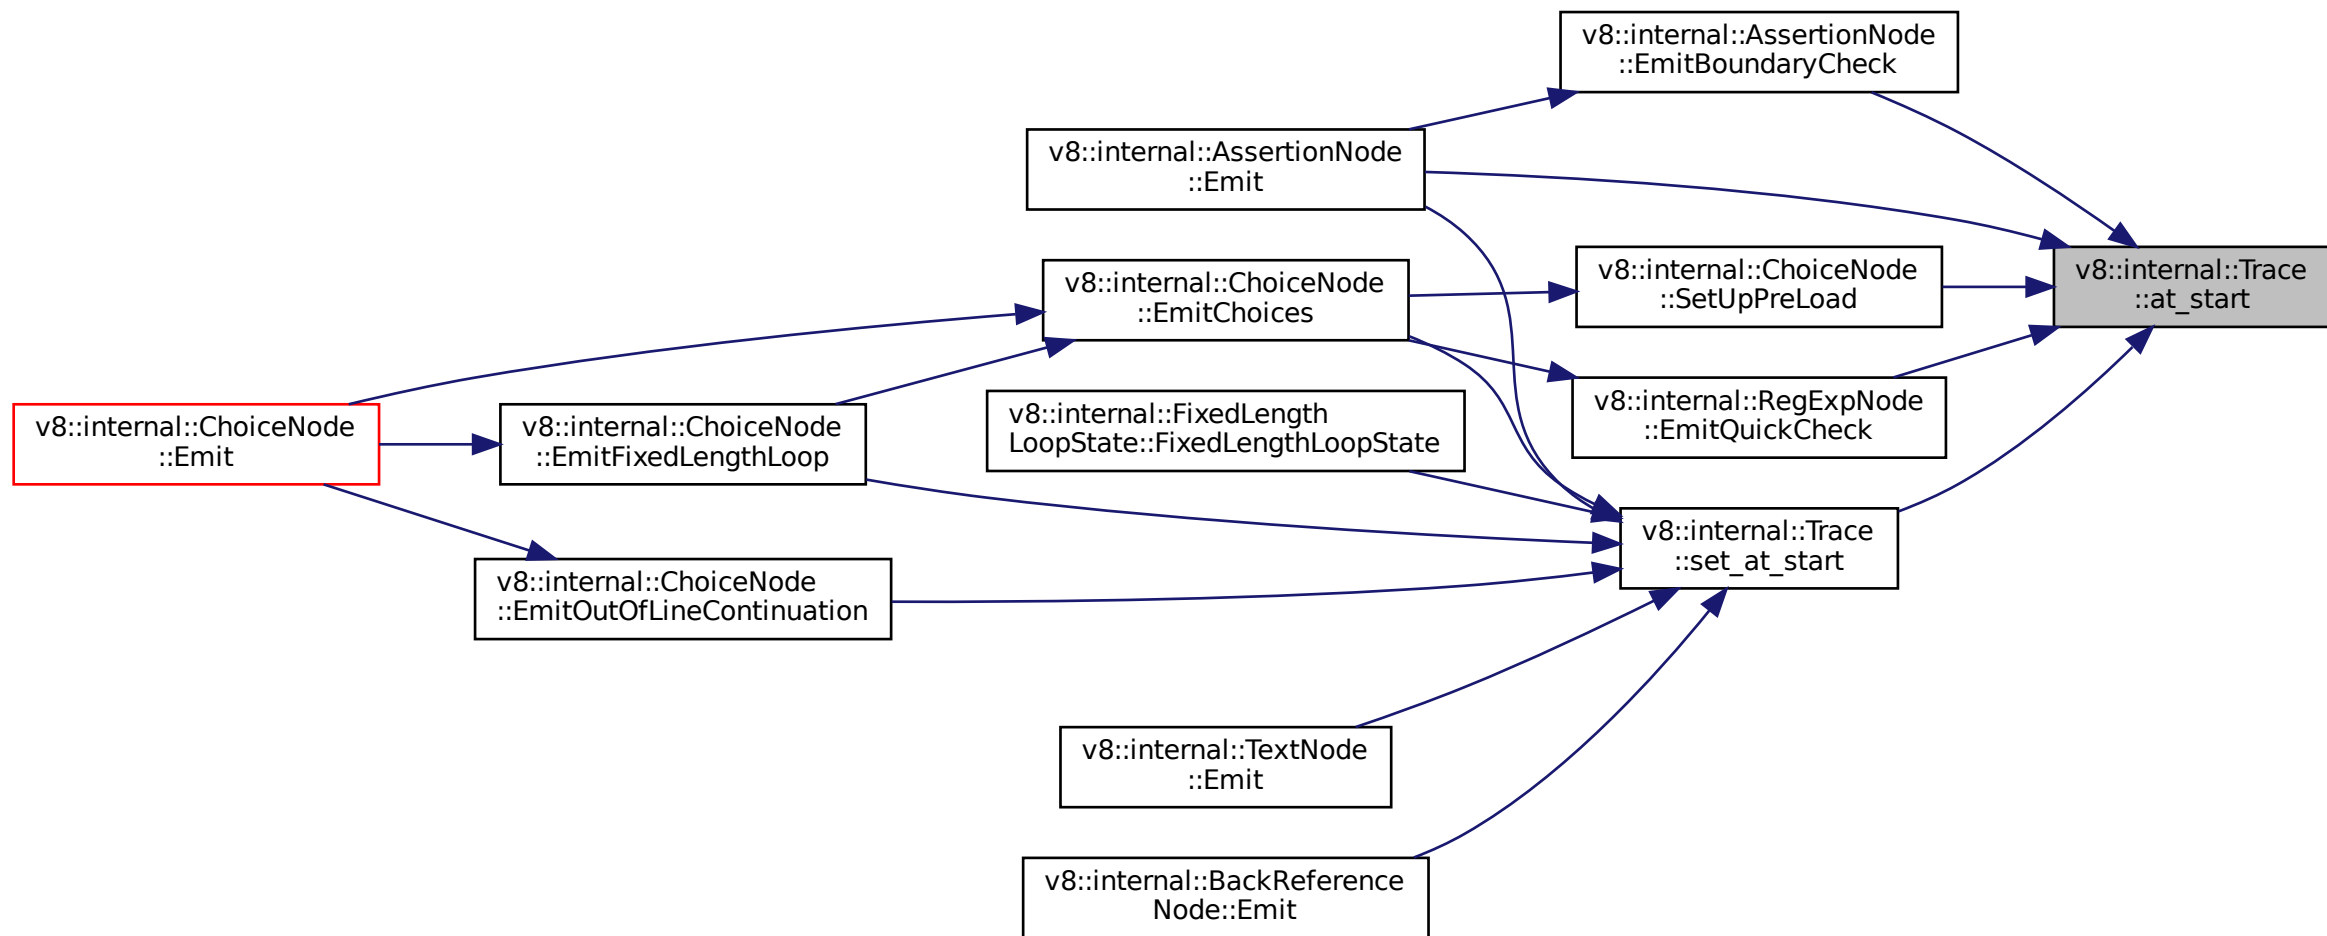 v8::internal::AssertionNode
::EmitBoundaryCheck
v8::internal::AssertionNode
::Emit
v8::internal::ChoiceNode
::SetUpPreLoad
v8::internal::Trace
::at_start
v8::internal::ChoiceNode
::EmitChoices
v8::internal::RegExpNode
::EmitQuickCheck
v8::internal::FixedLength
LoopState::FixedLengthLoopState
v8::internal::ChoiceNode
::Emit
v8::internal::ChoiceNode
::EmitFixedLengthLoop
v8::internal::Trace
::set_at_start
v8::internal::ChoiceNode
::EmitOutOfLineContinuation
v8::internal::TextNode
::Emit
v8::internal::BackReference
Node::Emit